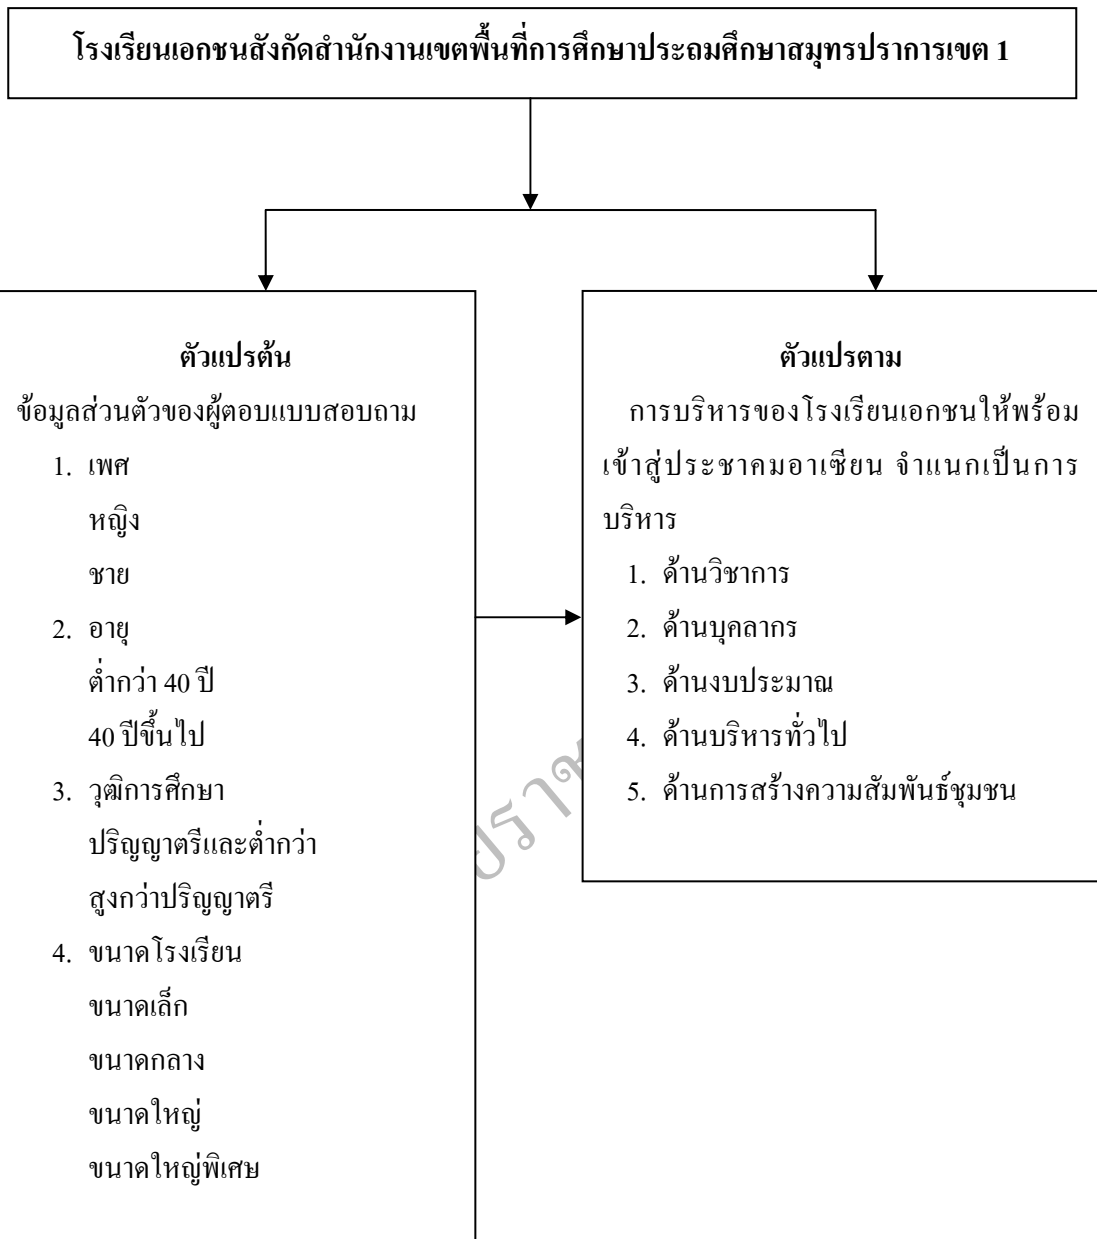 โรงเรียนเอกชนสังกัดสำนักงานเขตพื้นที่การศึกษาประถมศึกษาสมุทรปราการเขต 1
ตัวแปรต้น
ข้อมูลส่วนตัวของผู้ตอบแบบสอบถาม
1. เพศ
หญิง
ชาย
2. อายุ
ต่ำกว่า 40 ปี
40 ปีขึ้นไป
3. วุฒิการศึกษา
ปริญญาตรีและต่ำกว่า
สูงกว่าปริญญาตรี
4. ขนาดโรงเรียน
ขนาดเล็ก
ขนาดกลาง
ขนาดใหญ่
ขนาดใหญ่พิเศษ
ตัวแปรตาม
การบริหารของโรงเรียนเอกชนให้พร้อม
เข้าสู่ประชาคมอาเซียน จำแนกเป็นการ
บริหาร
1. ด้านวิชาการ
2. ด้านบุคลากร
3. ด้านงบประมาณ
4. ด้านบริหารทั่วไป
5. ด้านการสร้างความสัมพันธ์ชุมชน